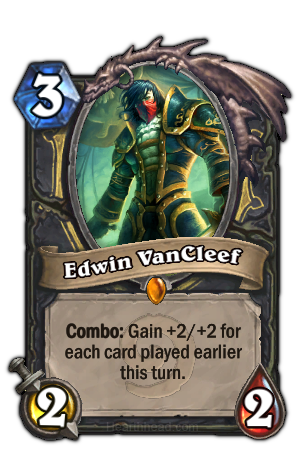 3
Edwin VanCleef
Combo: Gain +2/+2 for
each card played earlier
this turn.
2
2